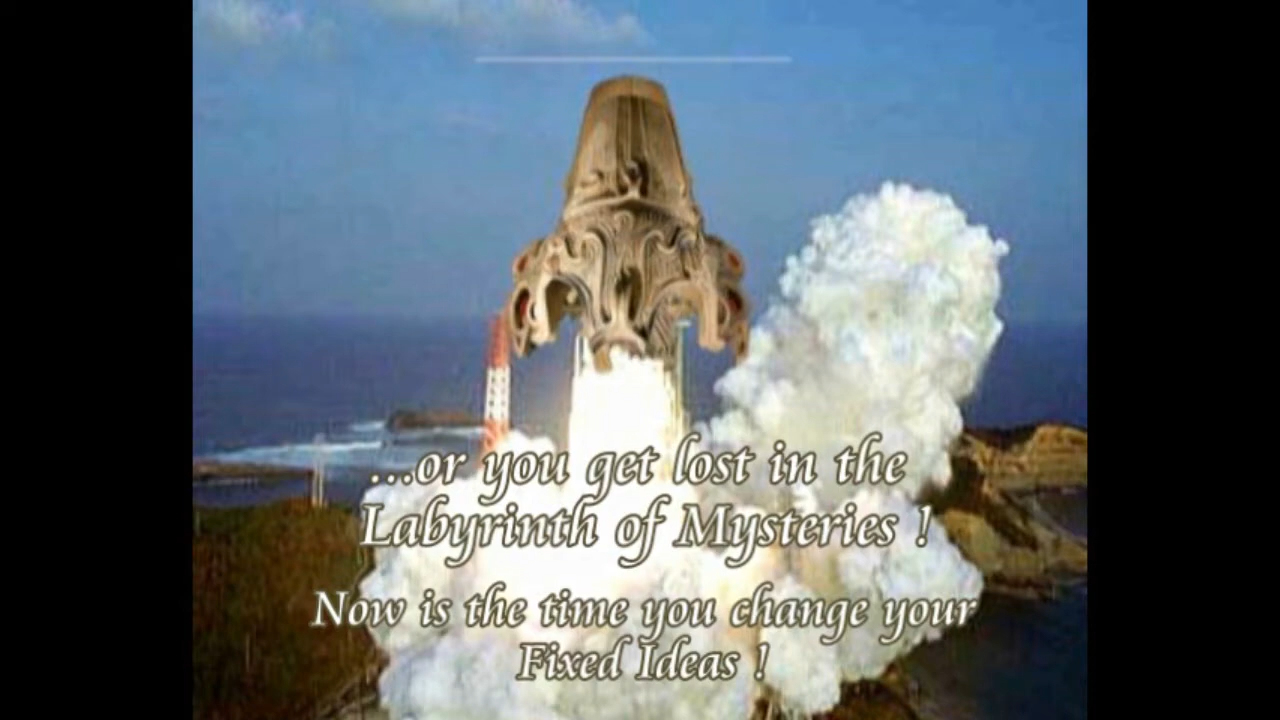 ...or you get lost in the
Labyrinth of Mysteries !
Now is the time you change your
Fixed Ideas !